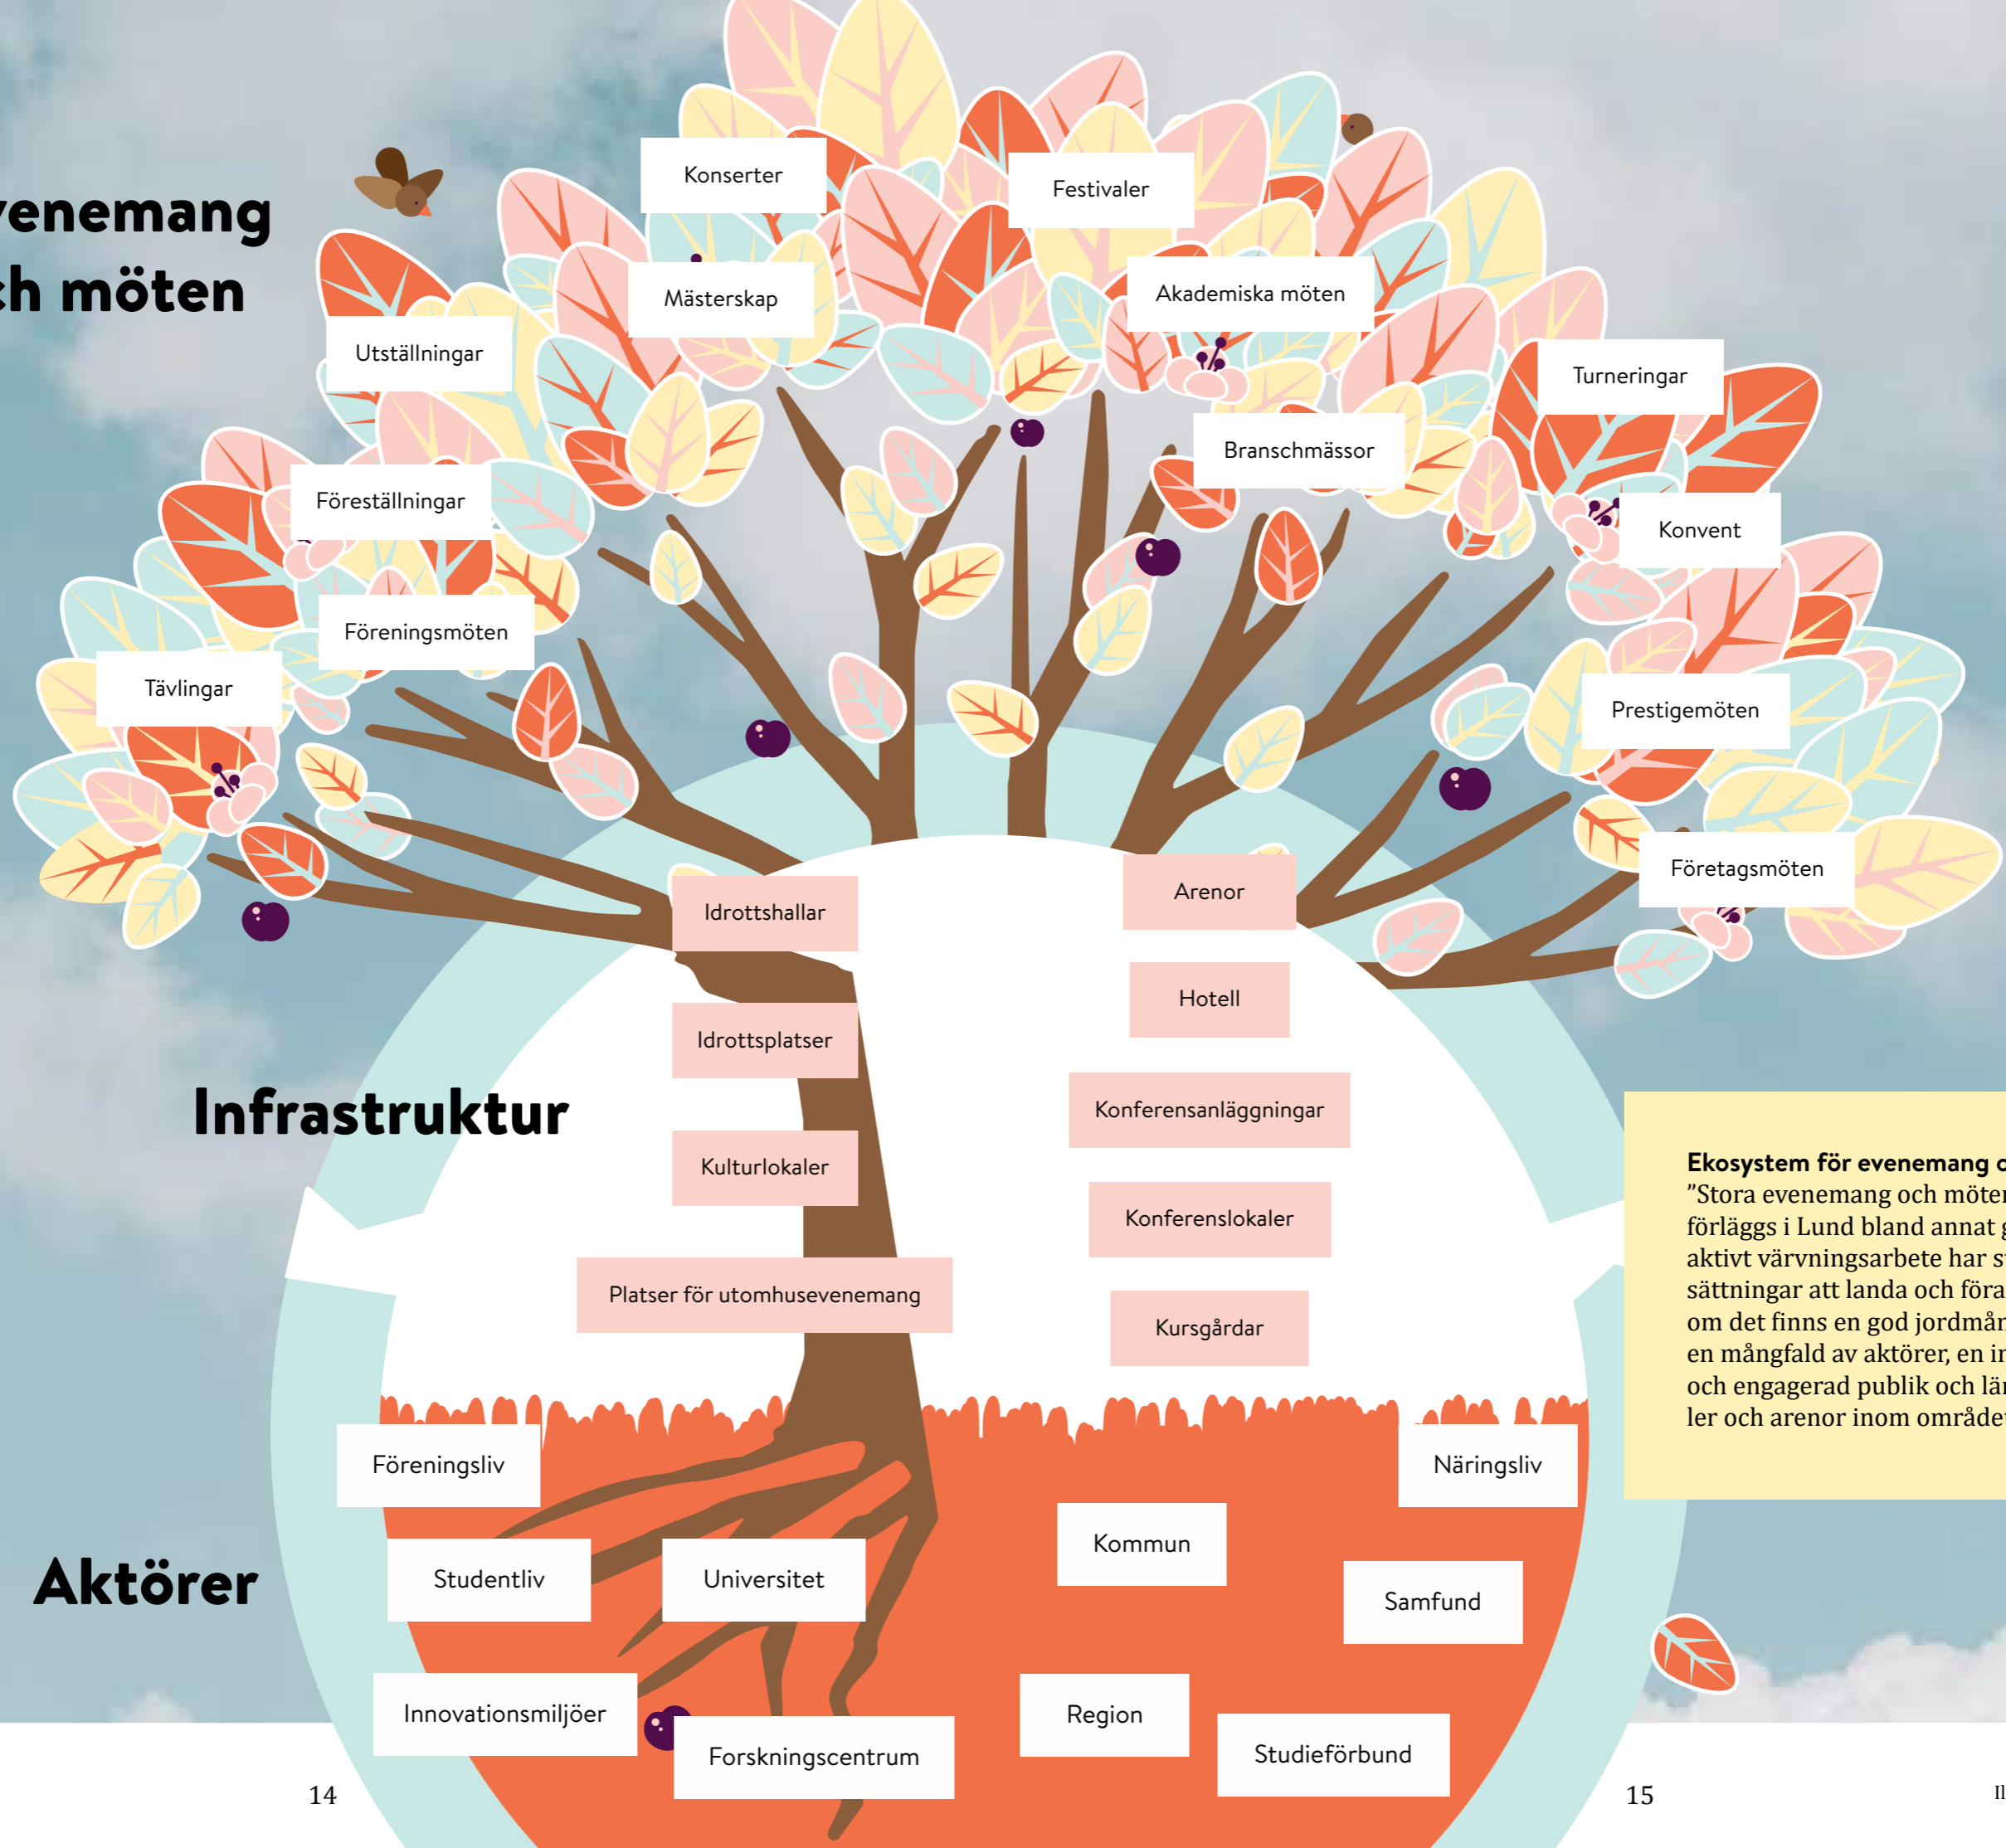 venemang
ch möten
Konserter
Festivaler
Mästerskap
Akademiska möten
Utställningar
Turneringar
Branschmässor
Föreställningar
Konvent
Föreningsmöten
Tävlingar
Prestigemöten
Företagsmöten
Infrastruktur
Idrottshallar
Idrottsplatser
Kulturlokaler
Platser för utomhusevenemang
Arenor
Hotell
Konferensanläggningar
Konferenslokaler
Kursgårdar
Ekosystem för evenemang o
”Stora evenemang och möten
förläggs i Lund bland annat g
aktivt värvningsarbete har st
sättningar att landa och föra
om det finns en god jordmån
en mångfald av aktörer, en in
och engagerad publik och län
ler och arenor inom området
Aktörer
Föreningsliv
Näringsliv
Kommun
Studentliv
Universitet
Samfund
Innovationsmiljöer
Region
Forskningscentrum
Studieförbund
14
15
Il